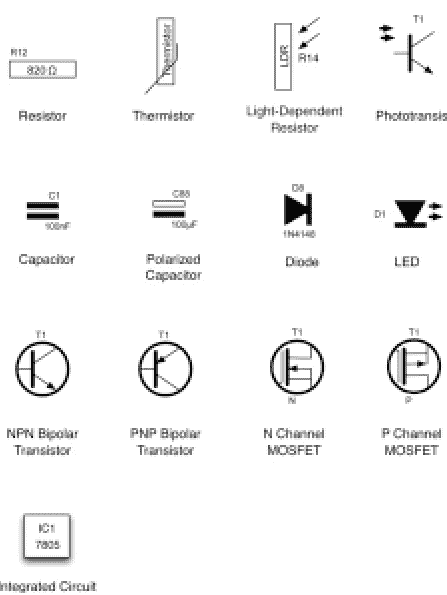 R12
820 Ω
Resistor
Thermistor
Thermistor
LDR
R14
Light-Dependent
Resistor
T1
Phototransis
C1
100nF
Capacitor
C88
100µF
Polarized
Capacitor
D8
1N4148
Diode
D1
LED
T1
NPN Bipolar
Transistor
T1
PNP Bipolar
Transistor
T1
N
N Channel
MOSFET
T1
P
P Channel
MOSFET
IC1
7805
Integrated Circuit